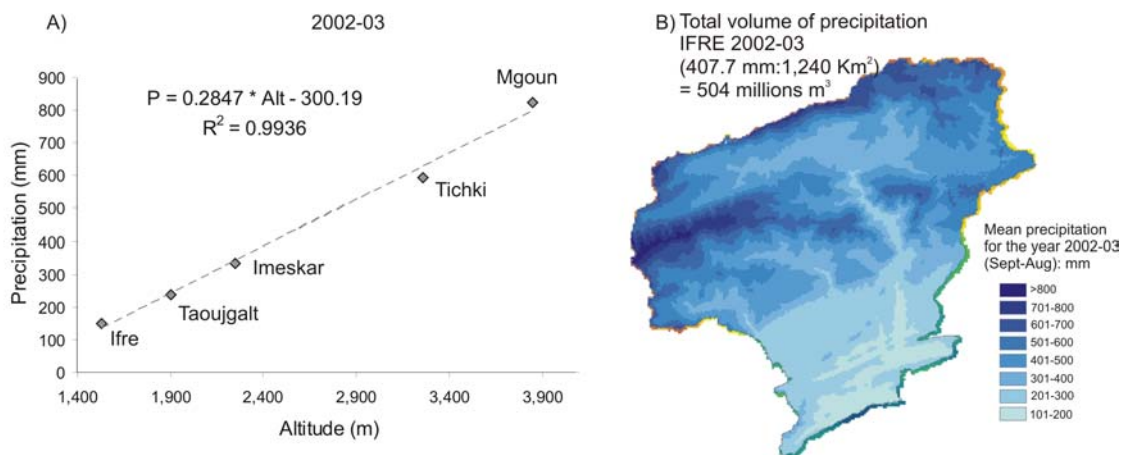 A)
2002-03
Precipitation (mm)
900
800
700
600
500
400
300
200
100
0
P = 0.2847 * Alt - 300.19
R² = 0.9936
Mgoun
Tichki
Imeskar
Taoujgalt
Ifre
1,400
1,900
2,400
2,900
3,400
3,900
Altitude (m)
B) Total volume of precipitation
IFRE 2002-03
(407.7 mm:1,240 Km²)
= 504 millions m³
Mean precipitation
for the year 2002-03
(Sept-Aug): mm
>800
701-800
601-700
501-600
401-500
301-400
201-300
101-200